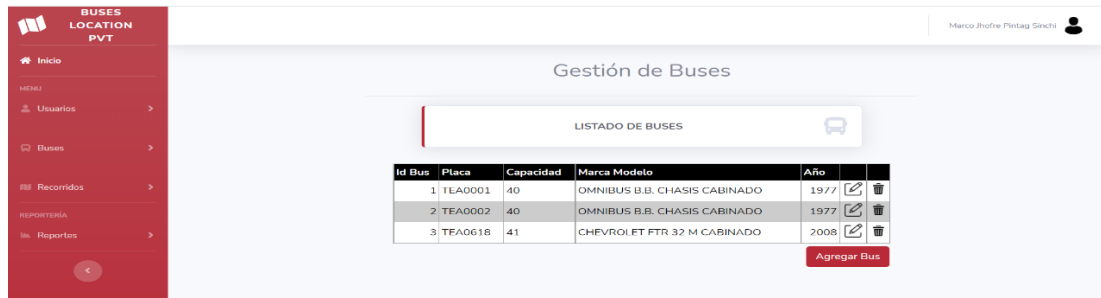 BUSES
LOCATION
PVT
Marco Jhofre Pintag Sinchi
Inicio
MENU
Usuarios
Buses
Recorridos
REPORTERÍA
Reportes
Gestión de Buses
LISTADO DE BUSES
Id Bus Placa Capacidad Marca Modelo Año
1 TEA0001 40 OMNIBUS B.B. CHASIS CABINADO 1977
2 TEA0002 40 OMNIBUS B.B. CHASIS CABINADO 1977
3 TEA0618 41 CHEVROLET FTR 32 M CABINADO 2008
Agregar Bus